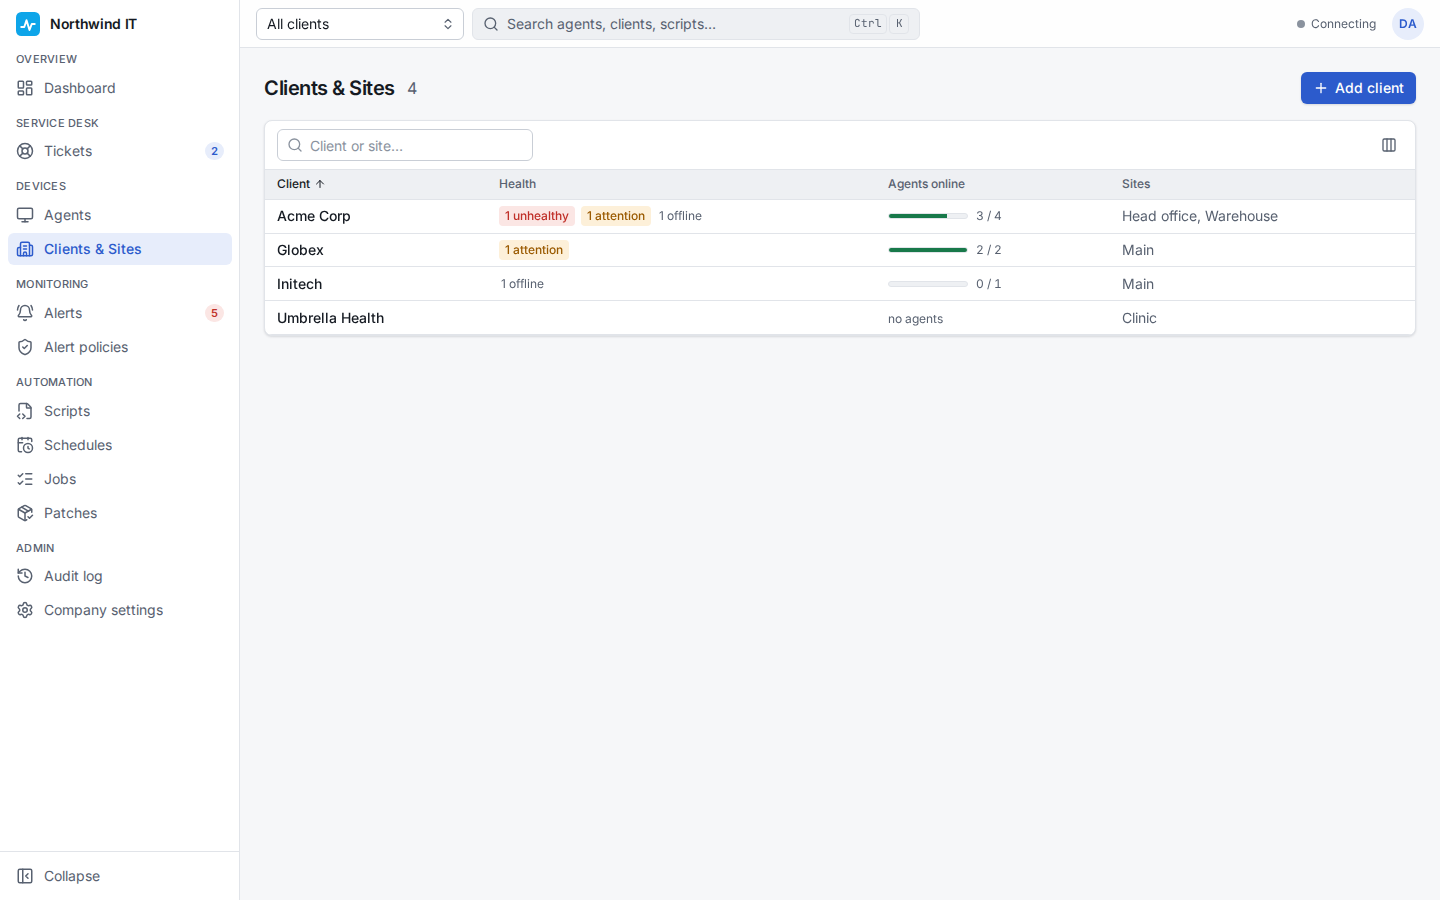 Northwind IT
OVERVIEW
Dashboard
SERVICE DESK
Tickets 2
DEVICES
Agents
Clients & Sites
MONITORING
Alerts 5
Alert policies
AUTOMATION
Scripts
Schedules
Jobs
Patches
ADMIN
Audit log
Company settings
Collapse
All clients
Search agents, clients, scripts... Ctrl K
Connecting
DA
Clients & Sites 4
Add client
Client or site...
Client Health Agents online Sites
Acme Corp 1 unhealthy 1 attention 1 offline 3 / 4 Head office, Warehouse
Globex 1 attention 2 / 2 Main
Initech 1 offline 0 / 1 Main
Umbrella Health no agents Clinic